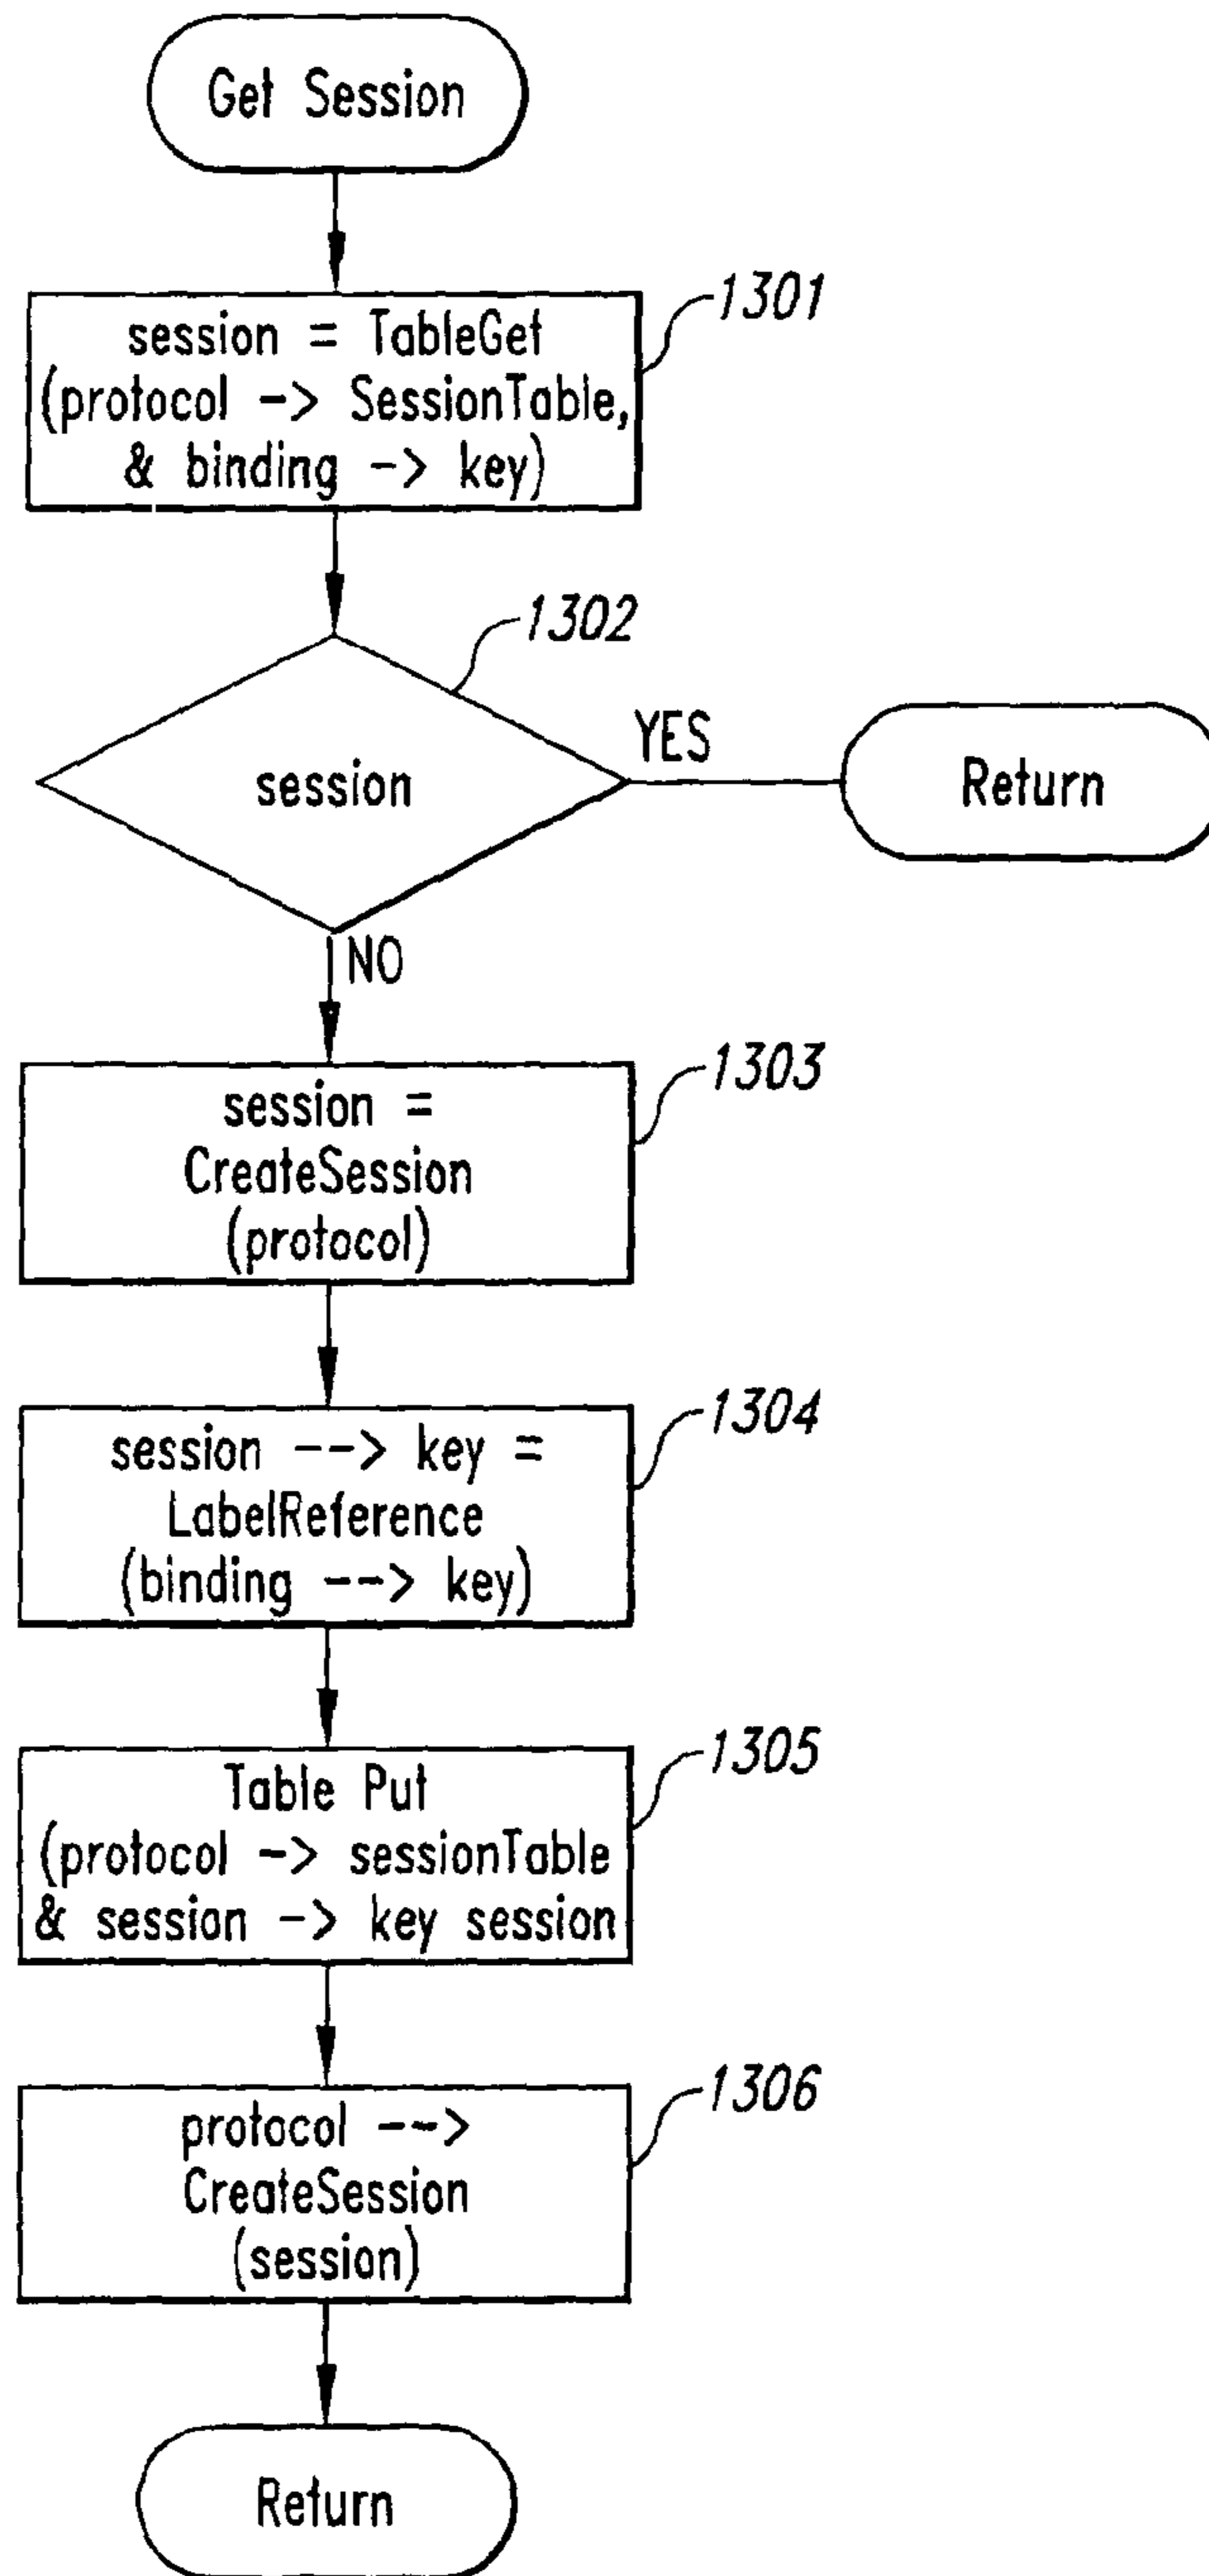 Get Session
1301
session = TableGet
(protocol -> SessionTable,
& binding -> key)
1302
session
YES
Return
NO
1303
session =
CreateSession
(protocol)
1304
session --> key =
LabelReference
(binding --> key)
1305
Table Put
(protocol -> sessionTable
& session -> key session
1306
protocol -->
CreateSession
(session)
Return